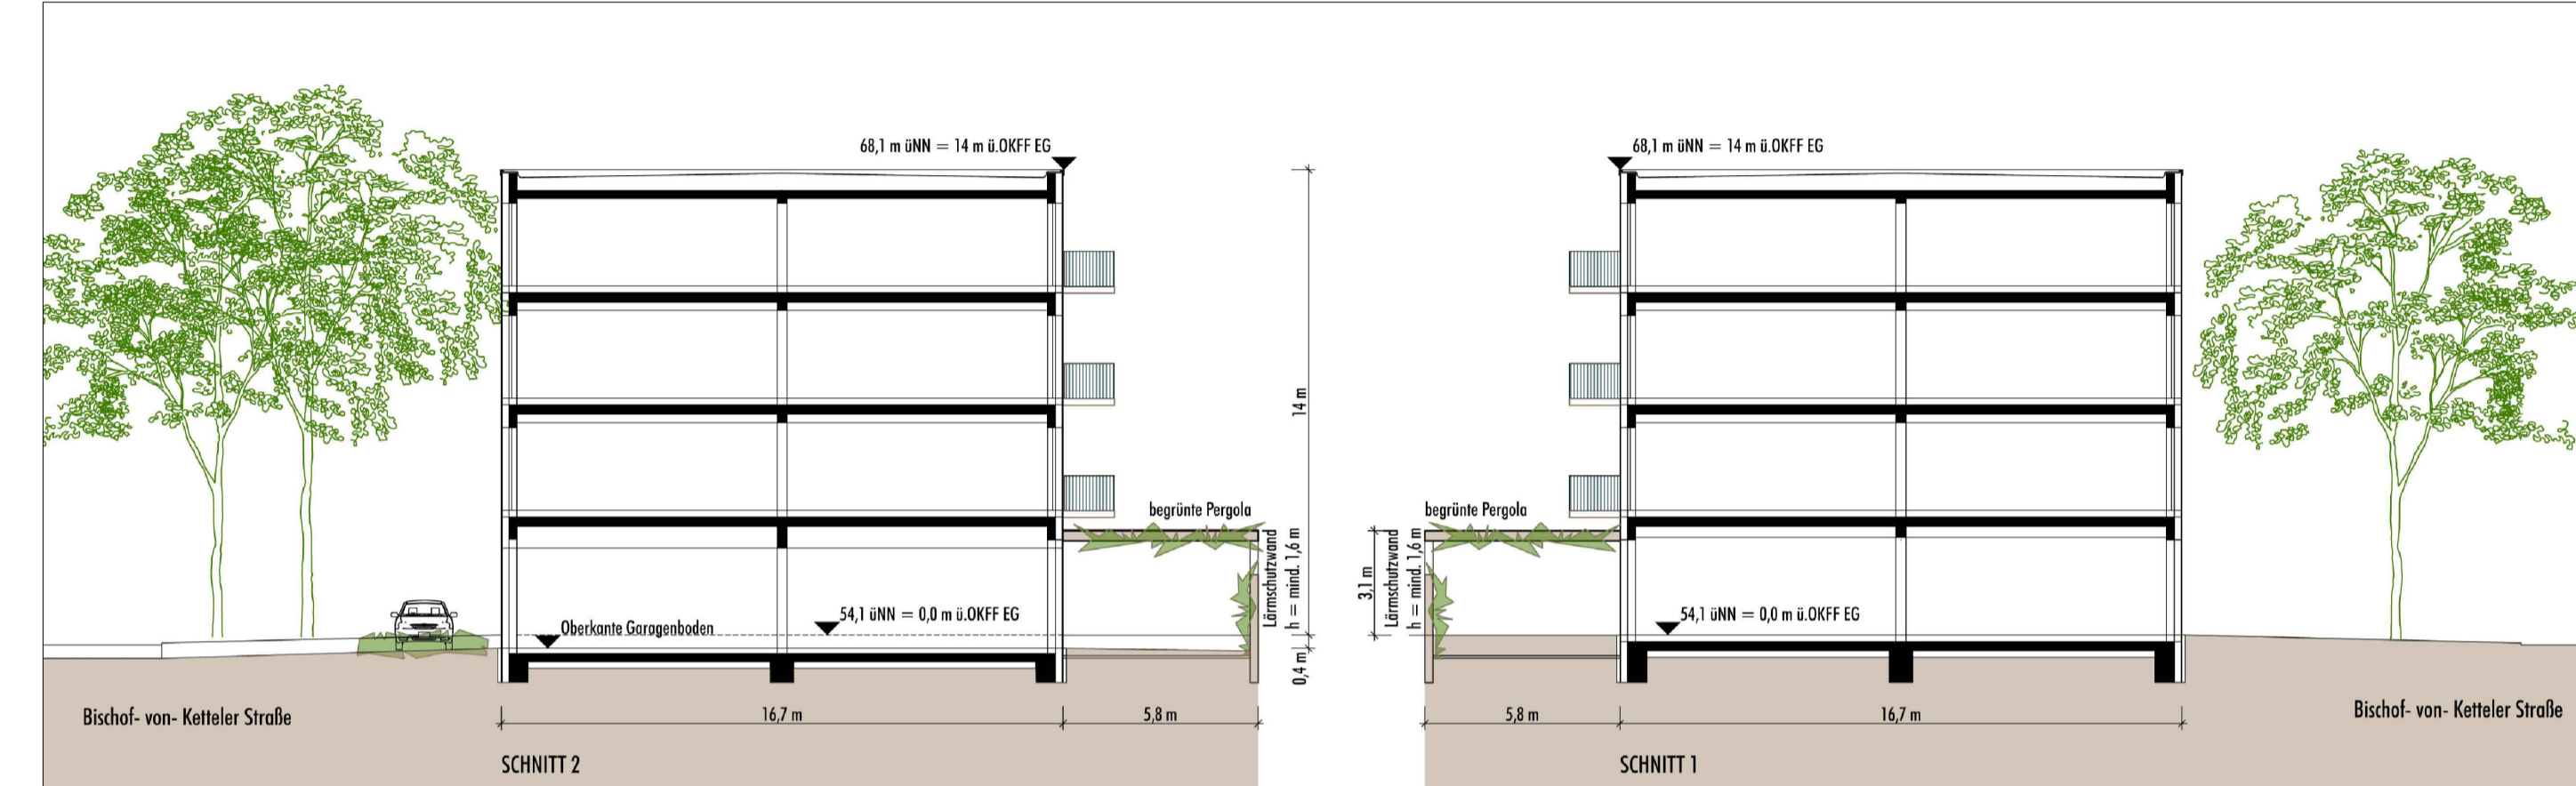 68,1 m üNN = 14 m ü.OKFF EG
68,1 m üNN = 14 m ü.OKFF EG
14 m
begrünte Pergola
begrünte Pergola
Lärmschutzwand
h = mind. 1,6 m
3,1 m
Lärmschutzwand
h = mind. 1,6 m
54,1 üNN = 0,0 m ü.OKFF EG
54,1 üNN = 0,0 m ü.OKFF EG
Oberkante Garagenboden
0,4 m
Bischof- von- Ketteler Straße
16,7 m
5,8 m
5,8 m
16,7 m
Bischof- von- Ketteler Straße
SCHNITT 2
SCHNITT 1